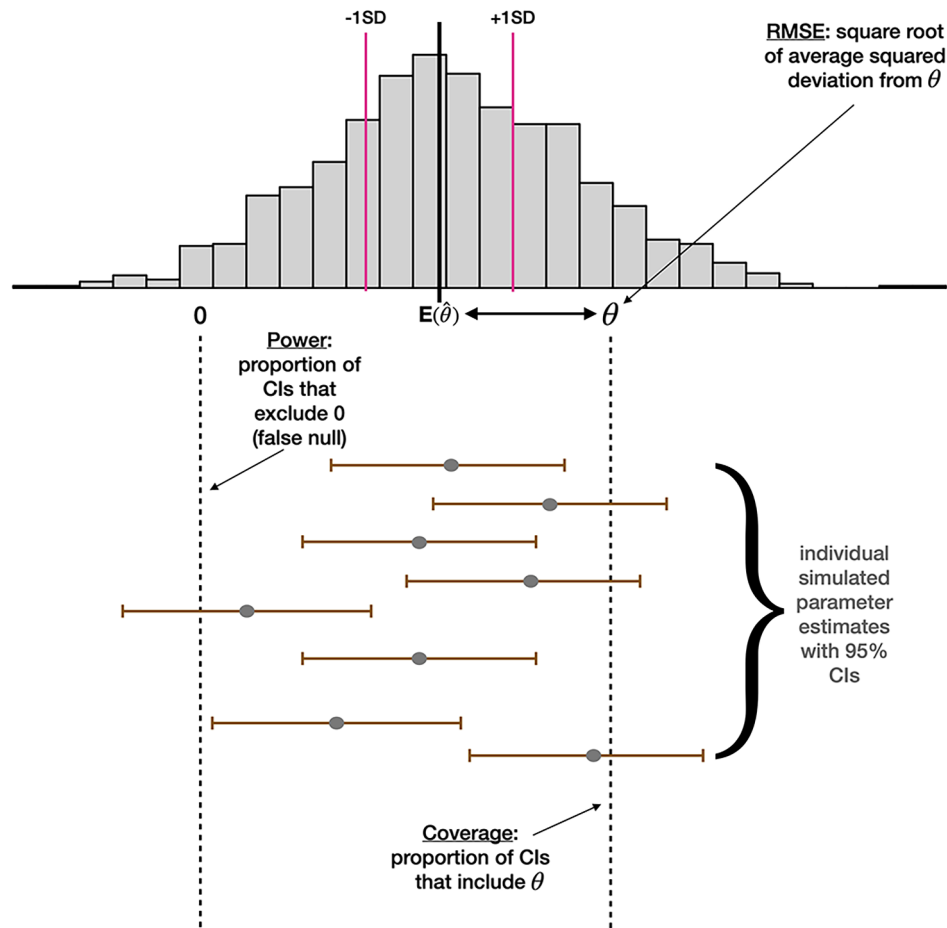 -1SD
+1SD
RMSE: square root
of average squared
deviation from θ
0
E(θ̂)
θ
Power:
proportion of
CIs that
exclude 0
(false null)
individual
simulated
parameter
estimates
with 95%
CIs
Coverage:
proportion of CIs
that include θ